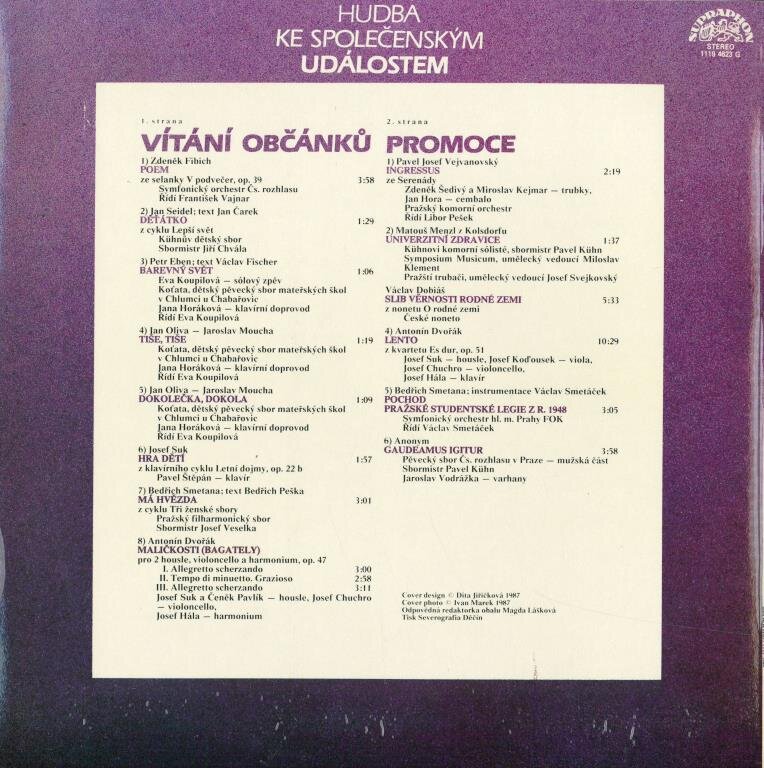 HUDBA
KE SPOLEČENSKÝM
UDÁLOSTEM
SUPRAPHON
STEREO
1119 4623 G
1. strana
VÍTÁNÍ OBČÁNKŮ
1) Zdeněk Fibich
POEM
ze selanky V podvečer, op. 39 3:58
Symfonický orchestr Čs. rozhlasu
Řídí František Vajnar
2) Jan Seidel; text Jan Čarek
DĚŤÁTKO 1:29
z cyklu Lepší svět
Kühnův dětský sbor
Sbormistr Jiří Chvála
3) Petr Eben; text Václav Fischer
BAREVNÝ SVĚT 1:06
Eva Koupilová — sólový zpěv
Koťata, dětský pěvecký sbor mateřských škol
v Chlumci u Chabařovic
Jana Horáková — klavírní doprovod
Řídí Eva Koupilová
4) Jan Oliva — Jaroslav Moucha
TIŠE, TIŠE 1:19
Koťata, dětský pěvecký sbor mateřských škol
v Chlumci u Chabařovic
Jana Horáková — klavírní doprovod
Řídí Eva Koupilová
5) Jan Oliva — Jaroslav Moucha
DOKOLEČKA, DOKOLA 1:09
Koťata, dětský pěvecký sbor mateřských škol
v Chlumci u Chabařovic
Jana Horáková — klavírní doprovod
Řídí Eva Koupilová
6) Josef Suk
HRA DĚTÍ 1:57
z klavírního cyklu Letní dojmy, op. 22 b
Pavel Štěpán — klavír
7) Bedřich Smetana; text Bedřich Peška
MÁ HVĚZDA 3:01
z cyklu Tři ženské sbory
Pražský filharmonický sbor
Sbormistr Josef Veselka
8) Antonín Dvořák
MALIČKOSTI (BAGATELY)
pro 2 housle, violoncello a harmonium, op. 47
I. Allegretto scherzando 3:00
II. Tempo di minuetto. Grazioso 2:58
III. Allegretto scherzando 3:11
Josef Suk a Čeněk Pavlík — housle, Josef Chuchro
— violoncello,
Josef Hála — harmonium
2. strana
PROMOCE
1) Pavel Josef Vejvanovský
INGRESSUS 2:19
ze Serenády
Zdeněk Šedivý a Miroslav Kejmar — trubky,
Jan Hora — cembalo
Pražský komorní orchestr
Řídí Libor Pešek
2) Matouš Menzl z Kolsdorfu
UNIVERZITNÍ ZDRAVICE 1:37
Kühnovi komorní sólisté, sbormistr Pavel Kühn
Symposium Musicum, umělecký vedoucí Miloslav
Klement
Pražští trubači, umělecký vedoucí Josef Svejkovský
Václav Dobiáš
SLIB VĚRNOSTI RODNÉ ZEMI 5:33
z nonetu O rodné zemi
České noneto
4) Antonín Dvořák
LENTO 10:29
z kvartetu Es dur, op. 51
Josef Suk — housle, Josef Koďousek — viola,
Josef Chuchro — violoncello,
Josef Hála — klavír
5) Bedřich Smetana; instrumentace Václav Smetáček
POCHOD
PRAŽSKÉ STUDENTSKÉ LEGIE Z R. 1948 3:05
Symfonický orchestr hl. m. Prahy FOK
Řídí Václav Smetáček
6) Anonym
GAUDEAMUS IGITUR 3:58
Pěvecký sbor Čs. rozhlasu v Praze — mužská část
Sbormistr Pavel Kühn
Jaroslav Vodrážka — varhany
Cover design © Dita Jiřičková 1987
Cover photo © Ivan Marek 1987
Odpovědná redaktorka obalu Magda Lášková
Tisk Severografia Děčín